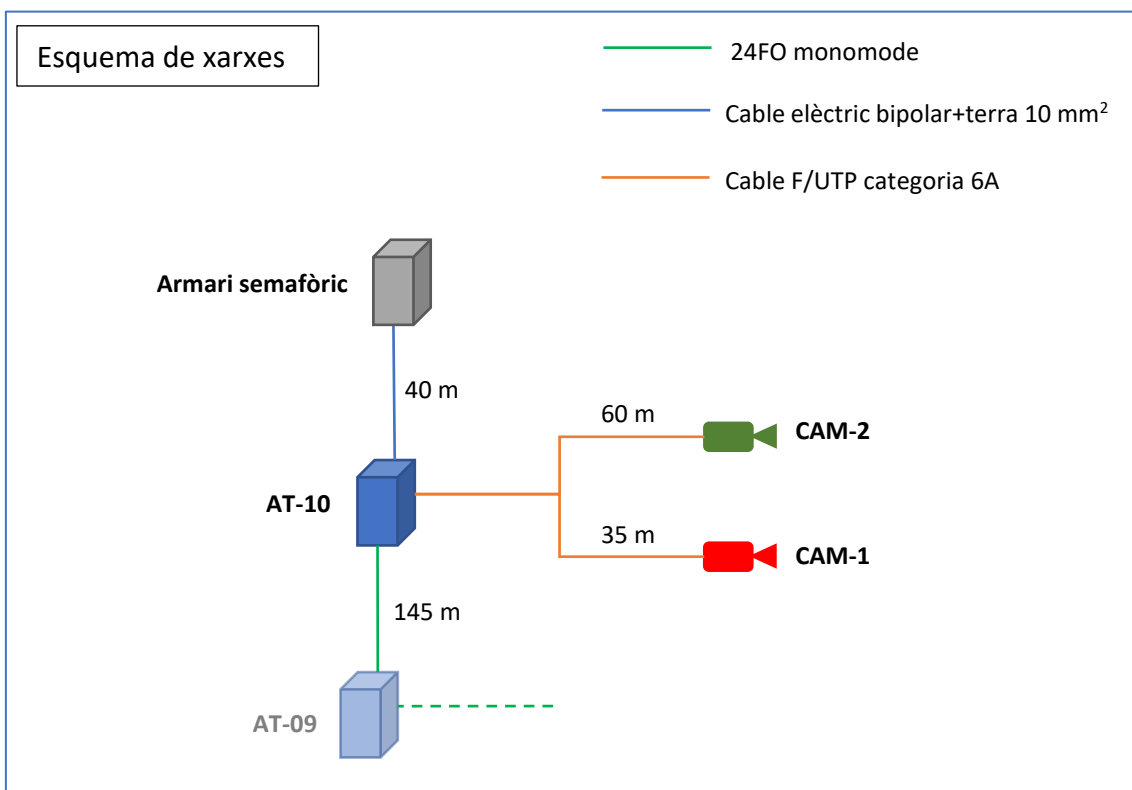 Esquema de xarxes
24FO monomode
Cable elèctric bipolar+terra 10 mm²
Cable F/UTP categoria 6A
Armari semafòric
40 m
60 m
CAM-2
AT-10
35 m
CAM-1
145 m
AT-09